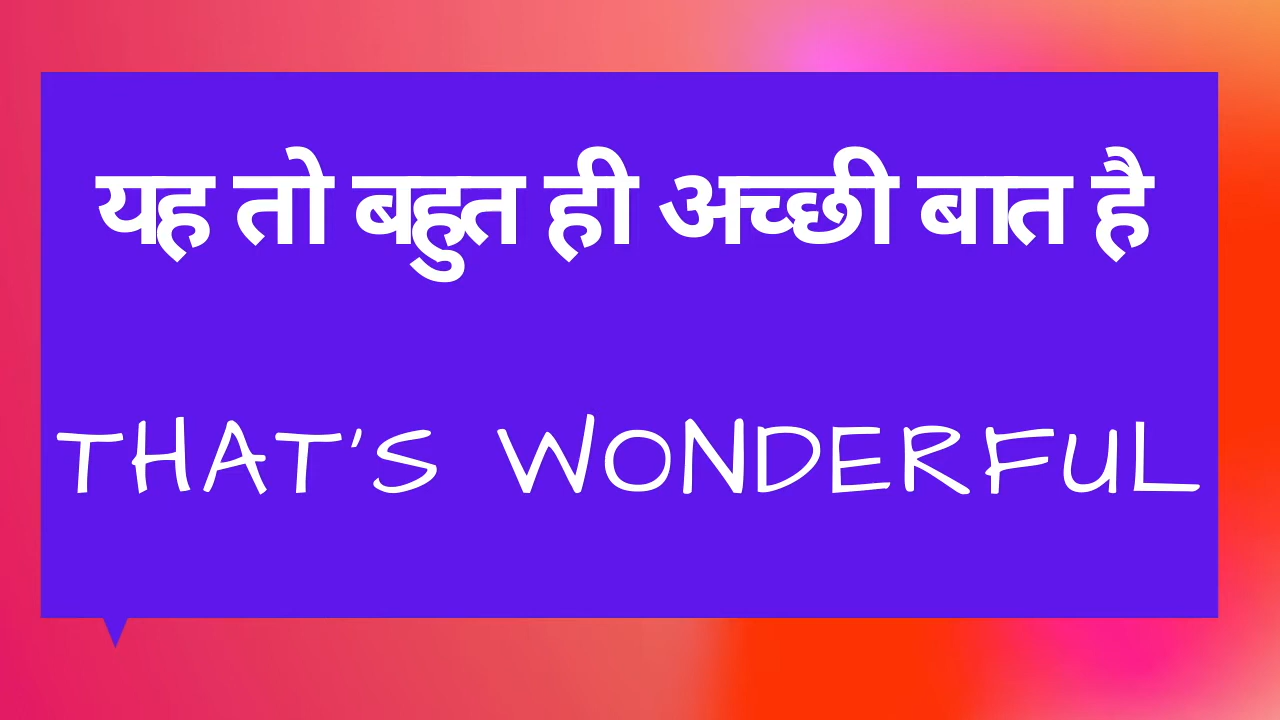 यह तो बहुत ही अच्छी बात है
THAT'S WONDERFUL